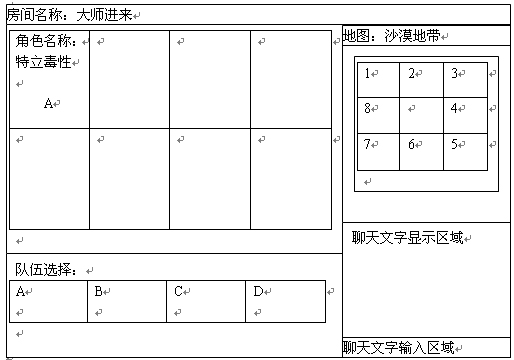 房间名称：大师进来
角色名称：
特立毒性
A
地图：沙漠地带
1 2 3
8 4
7 6 5
聊天文字显示区域
队伍选择：
A B C D
聊天文字输入区域